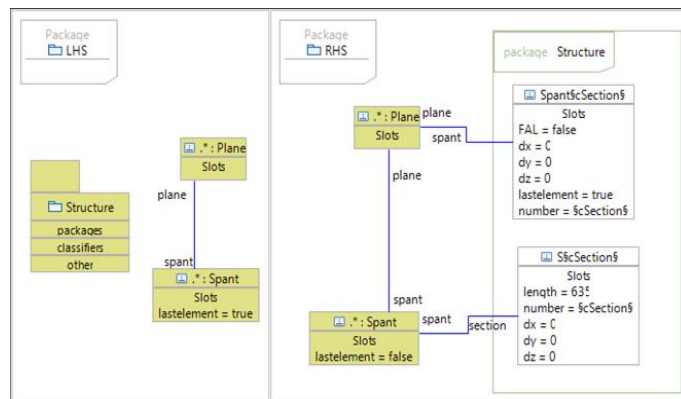 Package
LHS
Structure
packages
classifiers
other
.* : Plane
Slots
plane
spant
.* : Spant
Slots
lastelement = true
Package
RHS
.* : Plane
Slots
plane
spant
plane
spant
.* : Spant
Slots
lastelement = false
spant
section
package Structure
Spant§cSection§
Slots
FAL = false
dx = 0
dy = 0
dz = 0
lastelement = true
number = §cSection§
S§cSection§
Slots
length = 635
number = §cSection§
dx = 0
dy = 0
dz = 0